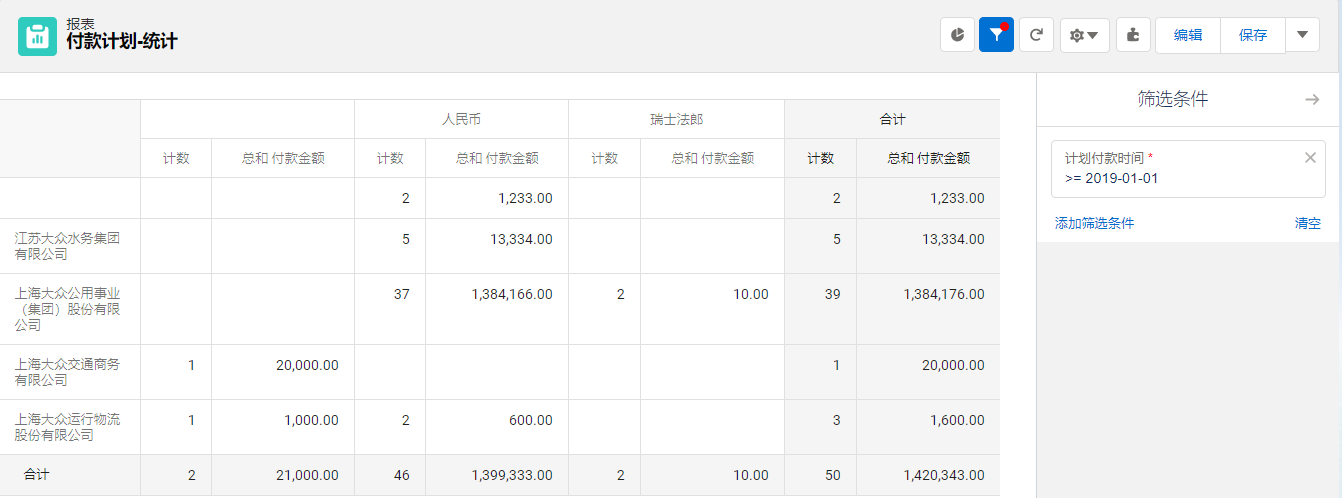 报表
付款计划-统计
编辑
保存
人民币
瑞士法郎
合计
计数
总和 付款金额
计数
总和 付款金额
计数
总和 付款金额
计数
总和 付款金额
2
1,233.00
2
1,233.00
江苏大众水务集团
有限公司
5
13,334.00
5
13,334.00
上海大众公用事业
（集团）股份有限
公司
37
1,384,166.00
2
10.00
39
1,384,176.00
上海大众交通商务
有限公司
1
20,000.00
1
20,000.00
上海大众运行物流
股份有限公司
1
1,000.00
2
600.00
3
1,600.00
合计
2
21,000.00
46
1,399,333.00
2
10.00
50
1,420,343.00
筛选条件
计划付款时间 *
>= 2019-01-01
添加筛选条件
清空